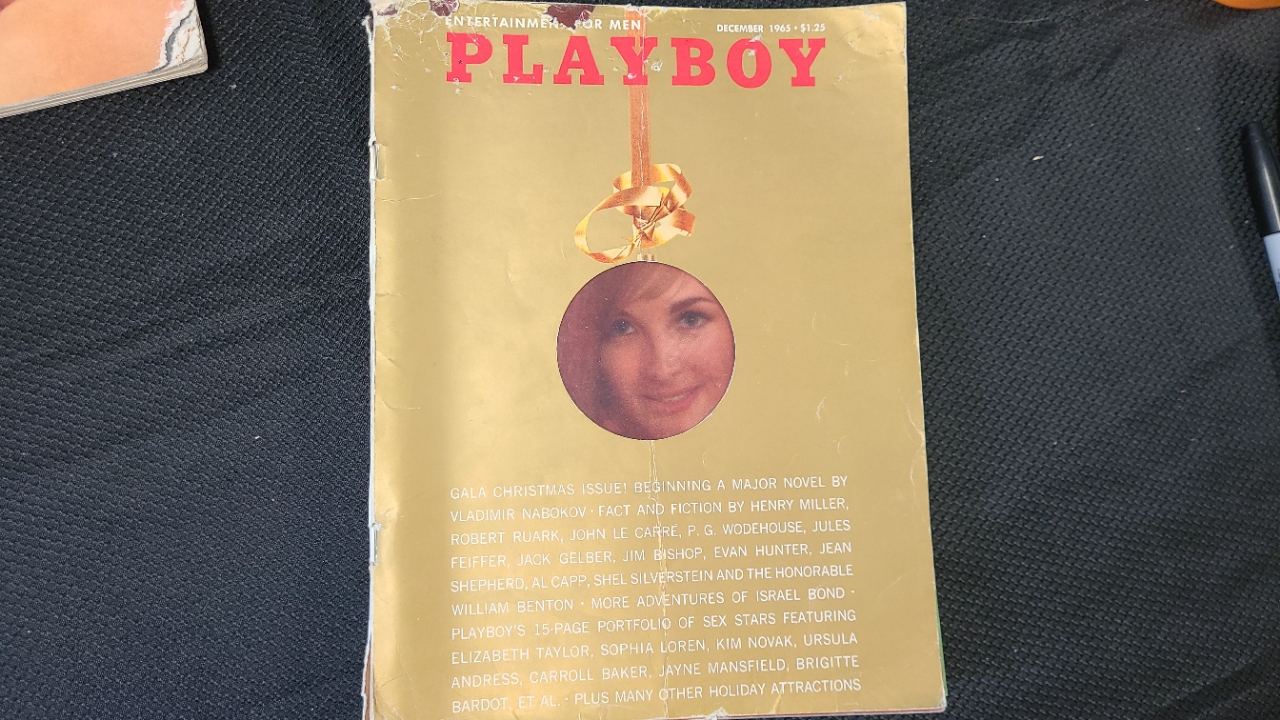 ENTERTAINMENT FOR MEN
DECEMBER 1965 • $1.25
PLAYBOY
GALA CHRISTMAS ISSUE! BEGINNING A MAJOR NOVEL BY
VLADIMIR NABOKOV • FACT AND FICTION BY HENRY MILLER,
ROBERT RUARK, JOHN LE CARRÉ, P. G. WODEHOUSE, JULES
FEIFFER, JACK GELBER, JIM BISHOP, EVAN HUNTER, JEAN
SHEPHERD, AL CAPP, SHEL SILVERSTEIN AND THE HONORABLE
WILLIAM BENTON • MORE ADVENTURES OF ISRAEL BOND •
PLAYBOY'S 15-PAGE PORTFOLIO OF SEX STARS FEATURING
ELIZABETH TAYLOR, SOPHIA LOREN, KIM NOVAK, URSULA
ANDRESS, CARROLL BAKER, JAYNE MANSFIELD, BRIGITTE
BARDOT, ET AL. • PLUS MANY OTHER HOLIDAY ATTRACTIONS